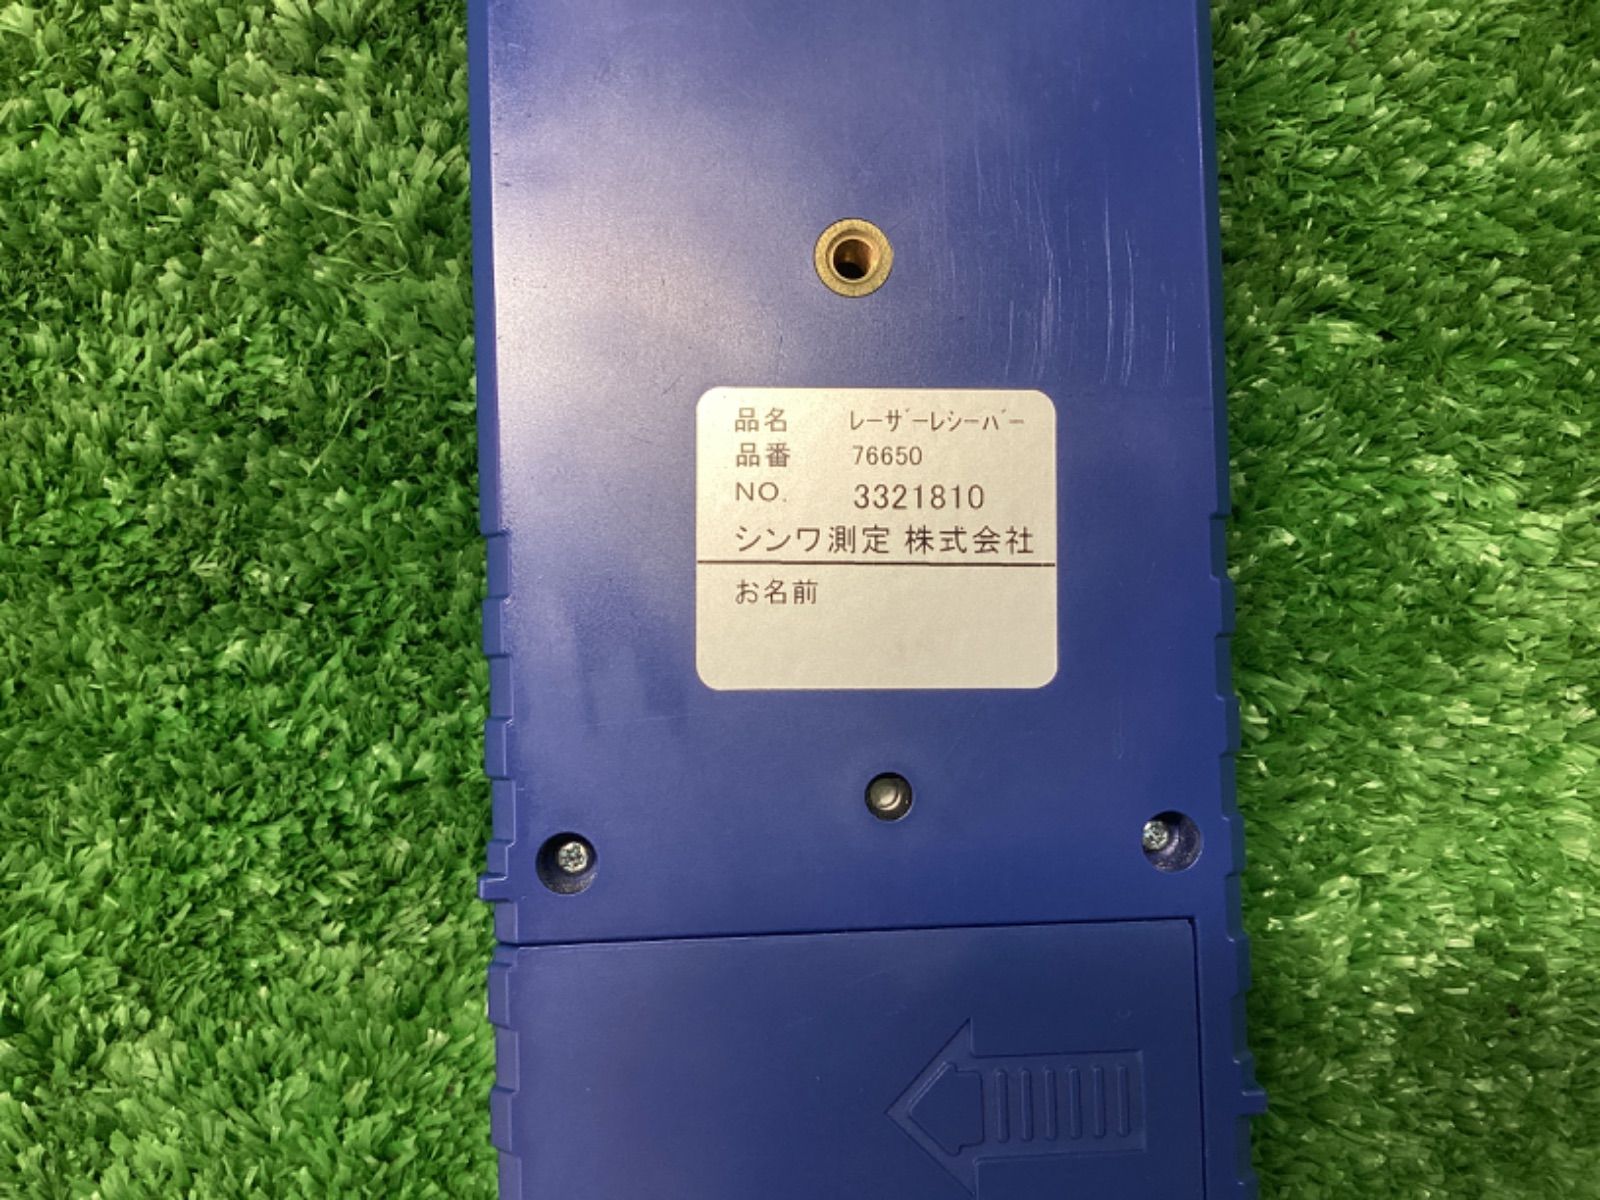 品名 ﾚｰｻﾞｰﾚｼｰﾊﾞｰ
品番 76650
NO. 3321810
シンワ測定 株式会社
お名前